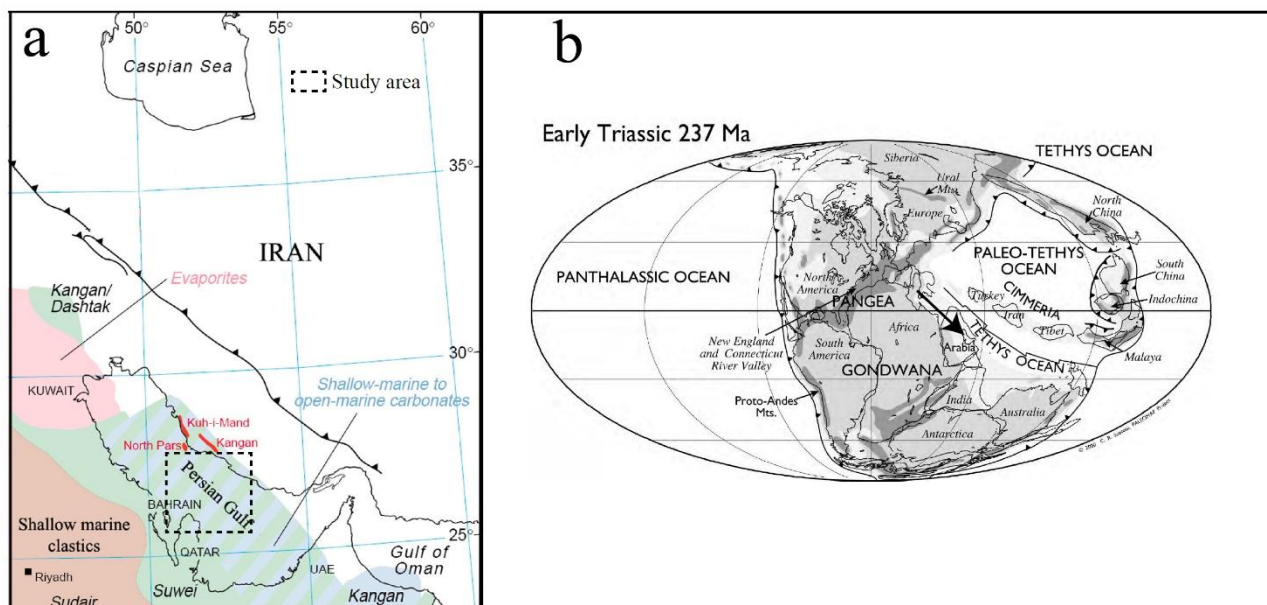 a
50°
55°
60°
Caspian Sea
Study area
35°
IRAN
Evaporites
Kangan/
Dashtak
30°
Shallow-marine to
open-marine carbonates
KUWAIT
Kuh-i-Mand
North Pars
Kangan
Persian Gulf
BAHRAIN
25°
Shallow marine
clastics
QATAR
UAE
Gulf of
Oman
Riyadh
Suwei
Kangan
Sudair
b
Early Triassic 237 Ma
TETHYS OCEAN
Siberia
Ural
Mts.
North
China
Europe
PALEO-TETHYS
OCEAN
PANTHALASSIC OCEAN
North
America
South
China
PANGEA
CIMMERIA
Turkey
Indochina
Iran
Tibet
Africa
TETHYS OCEAN
New England
and Connecticut
River Valley
South
America
Arabia
Malaya
GONDWANA
India
Proto-Andes
Mts.
Australia
Antarctica